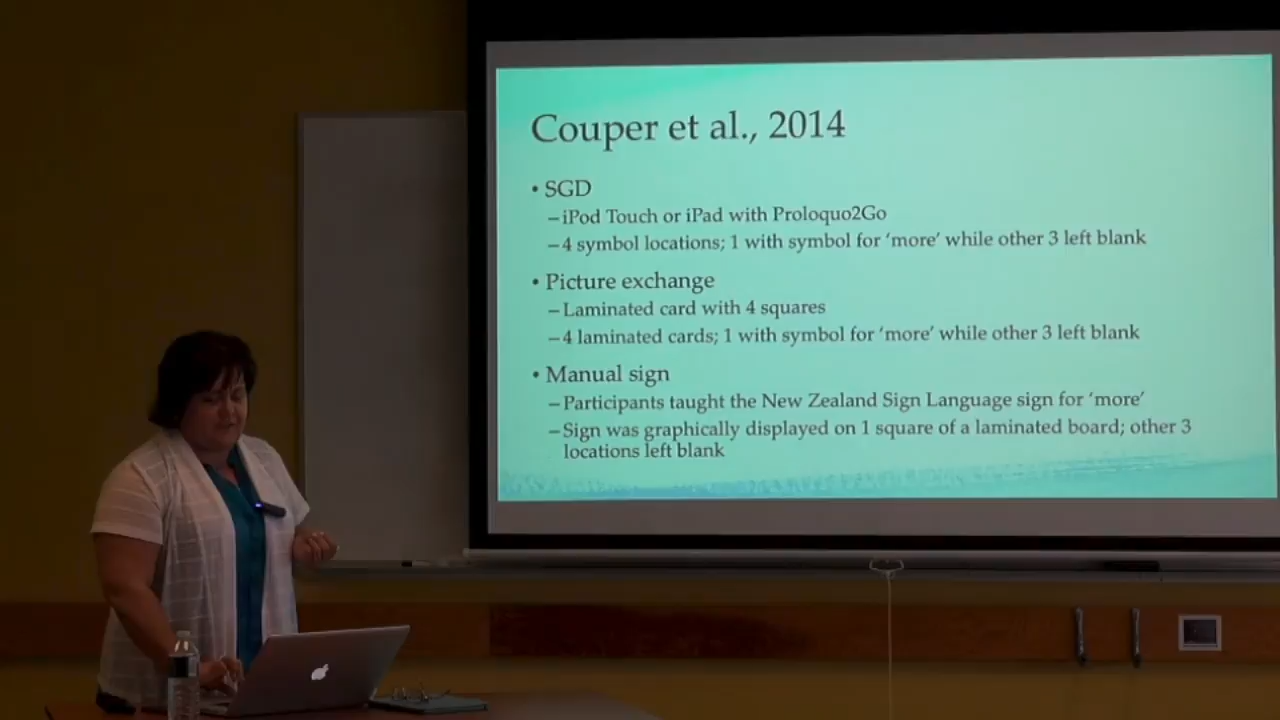 Couper et al., 2014
• SGD
– iPod Touch or iPad with Proloquo2Go
– 4 symbol locations; 1 with symbol for ‘more’ while other 3 left blank
• Picture exchange
– Laminated card with 4 squares
– 4 laminated cards; 1 with symbol for ‘more’ while other 3 left blank
• Manual sign
– Participants taught the New Zealand Sign Language sign for ‘more’
– Sign was graphically displayed on 1 square of a laminated board; other 3
locations left blank